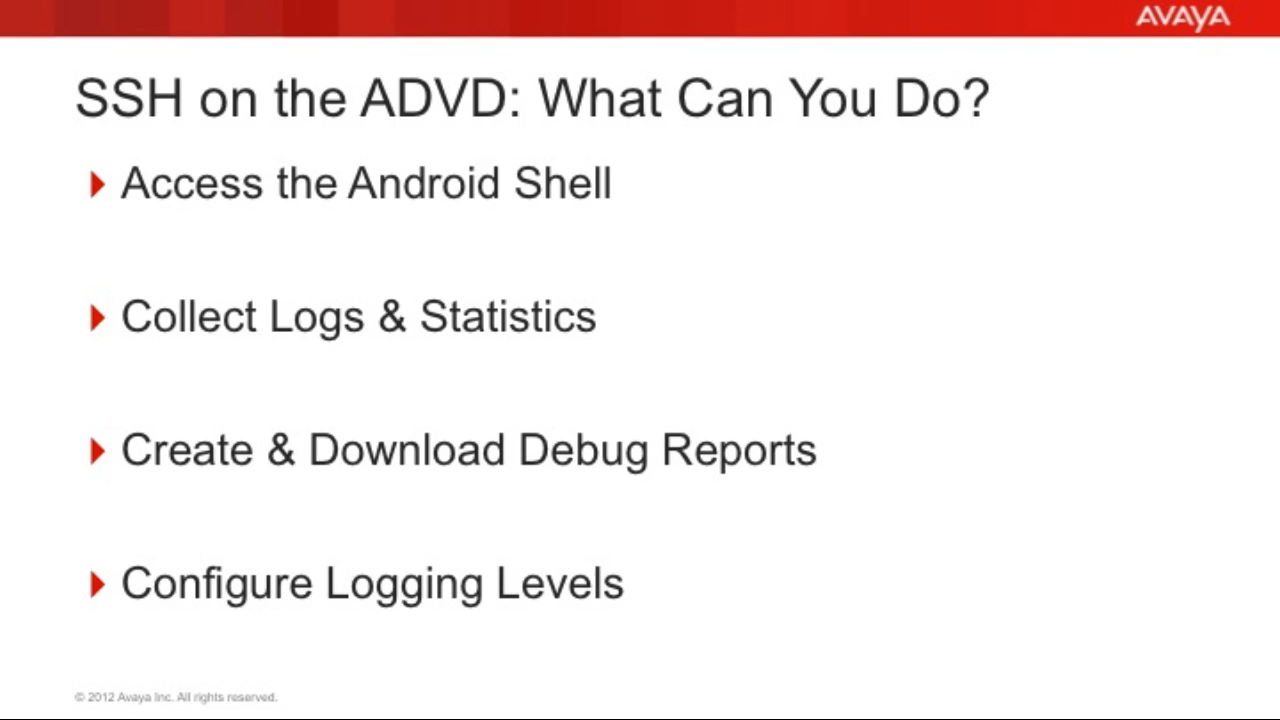 AVAYA
SSH on the ADVD: What Can You Do?
Access the Android Shell
Collect Logs & Statistics
Create & Download Debug Reports
Configure Logging Levels
© 2012 Avaya Inc. All rights reserved.